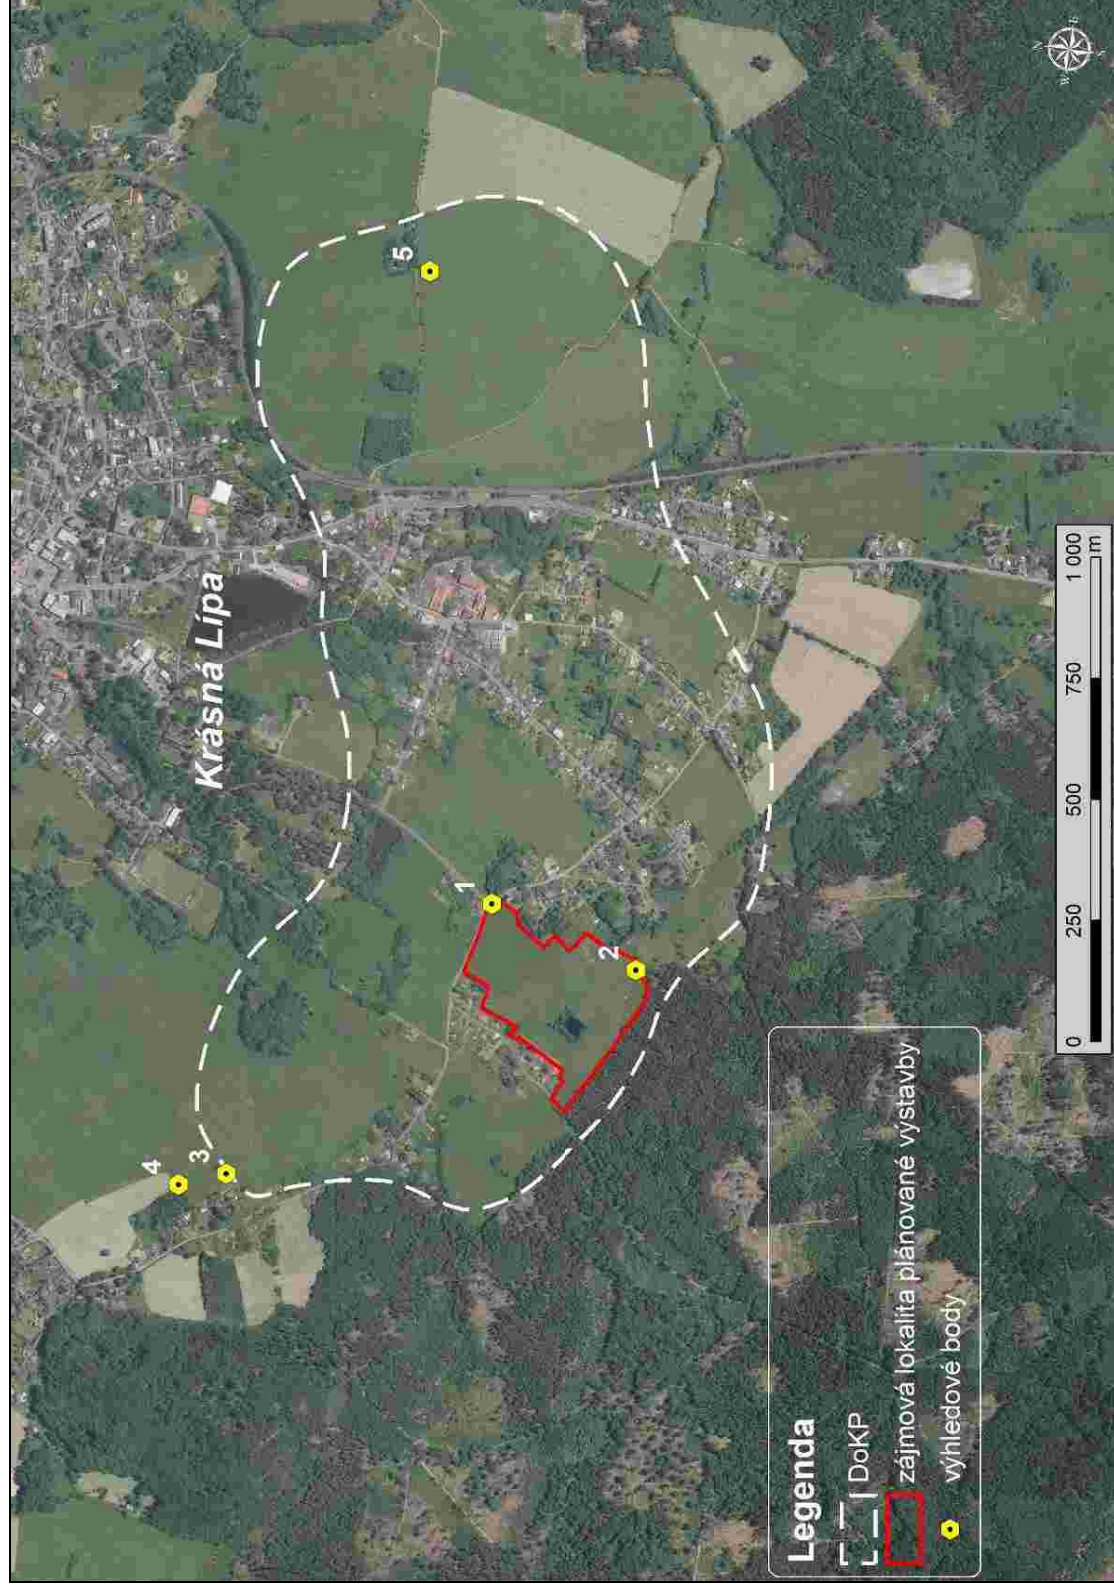 Krásná Lípa
4
3
1
2
5
Legenda
DoKP
zájmová lokalita plánované výstavby
výhledové body
0 250 500 750 1 000
m
N
W E
S